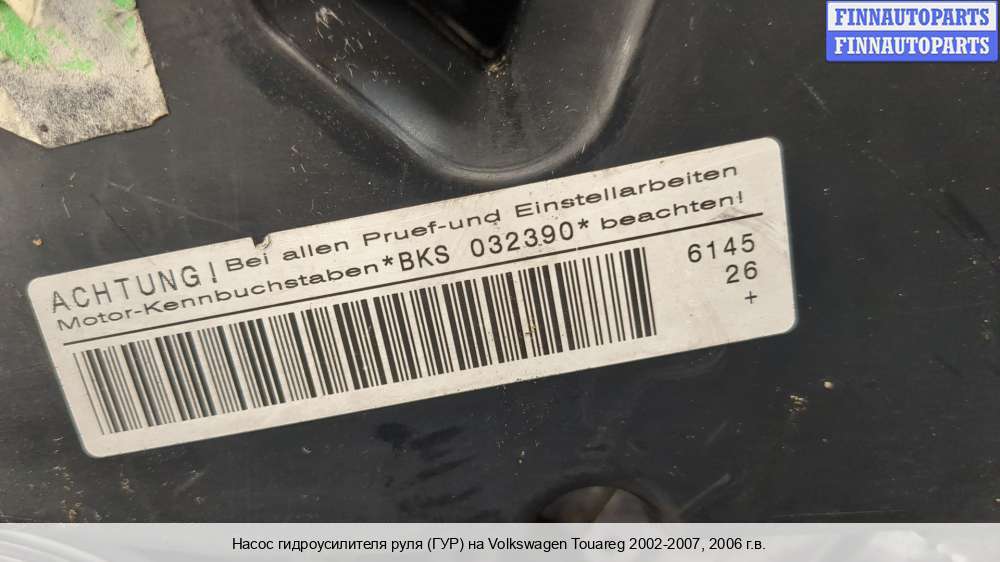 FINNAUTOPARTS
FINNAUTOPARTS
ACHTUNG! Bei allen Pruef-und Einstellarbeiten
Motor-Kennbuchstaben*BKS 032390* beachten!
6145
26
+
Насос гидроусилителя руля (ГУР) на Volkswagen Touareg 2002-2007, 2006 г.в.